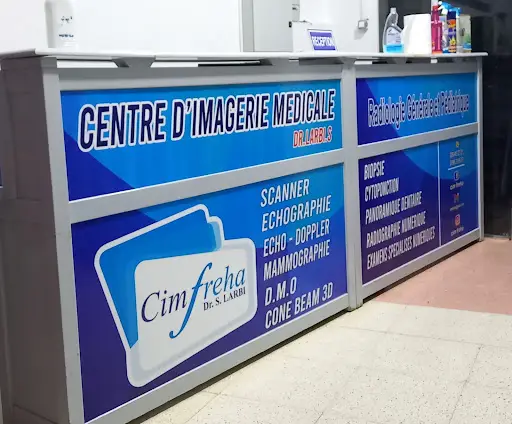 RECEPTION
CENTRE D'IMAGERIE MEDICALE
DR.LARBI.S
SCANNER
ECHOGRAPHIE
ECHO - DOPPLER
MAMMOGRAPHIE
D.M.O
CONE BEAM 3D
Cimfreha
Dr. S. LARBI
Radiologie Générale et Pédiatrique
BIOPSIE
CYTOPONCTION
PANORAMIQUE DENTAIRE
RADIOGRAPHIE NUMERIQUE
EXAMENS SPECIALISES NUMERIQUES